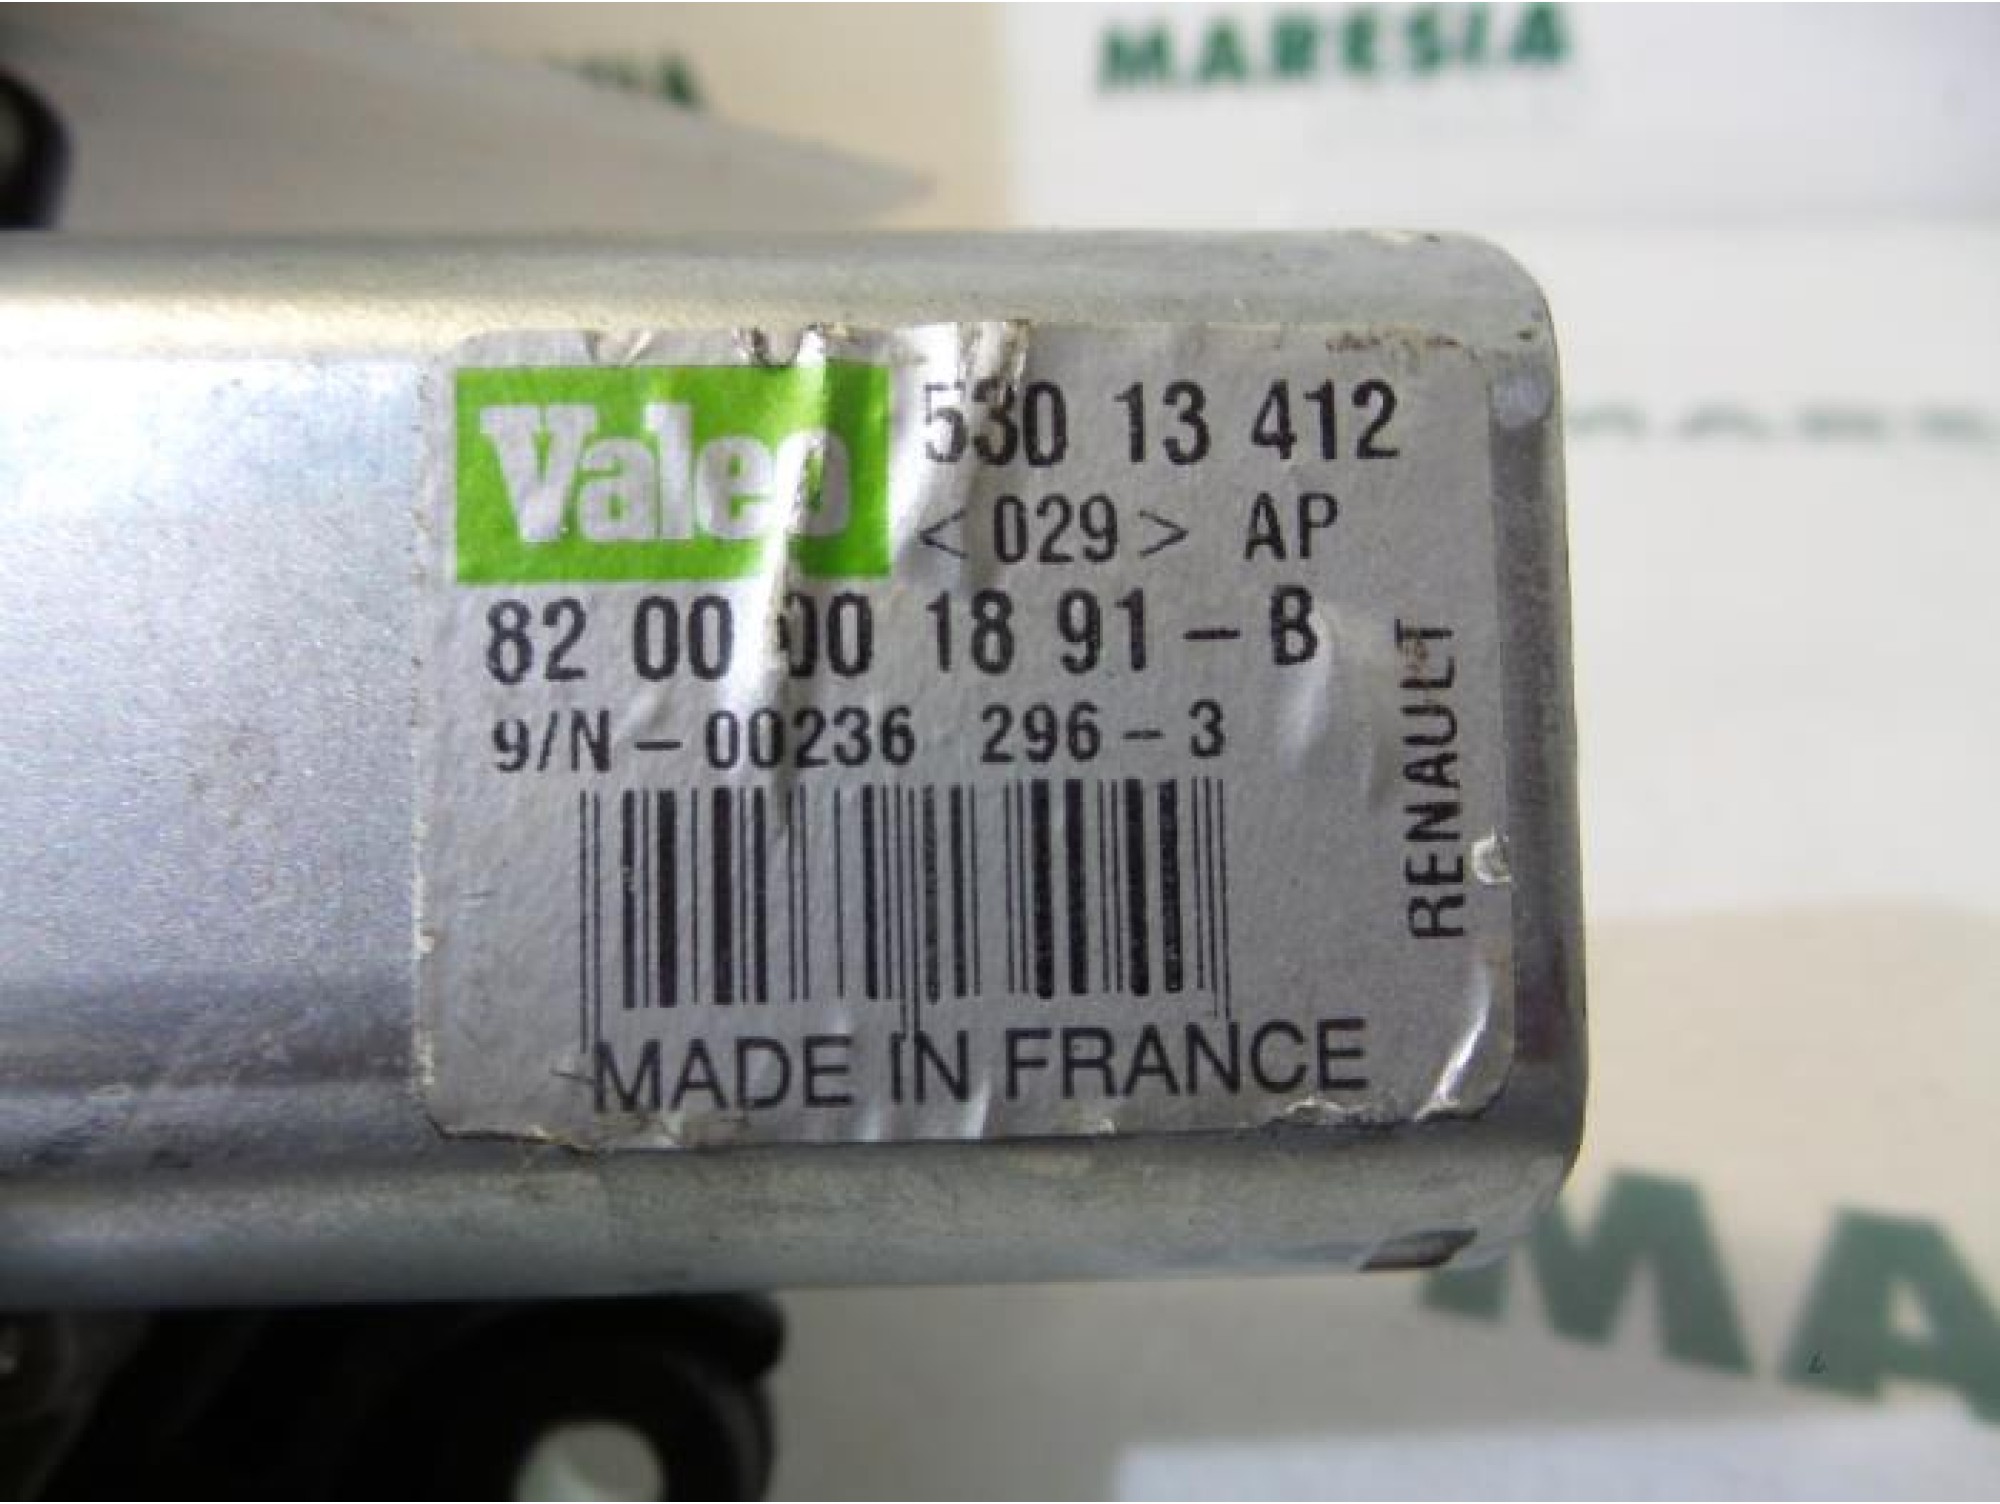 MARESIA
Valeo
530 13 412
<029> AP
82 00 00 18 91-B
9/N-00236 296-3
RENAULT
MADE IN FRANCE
MA